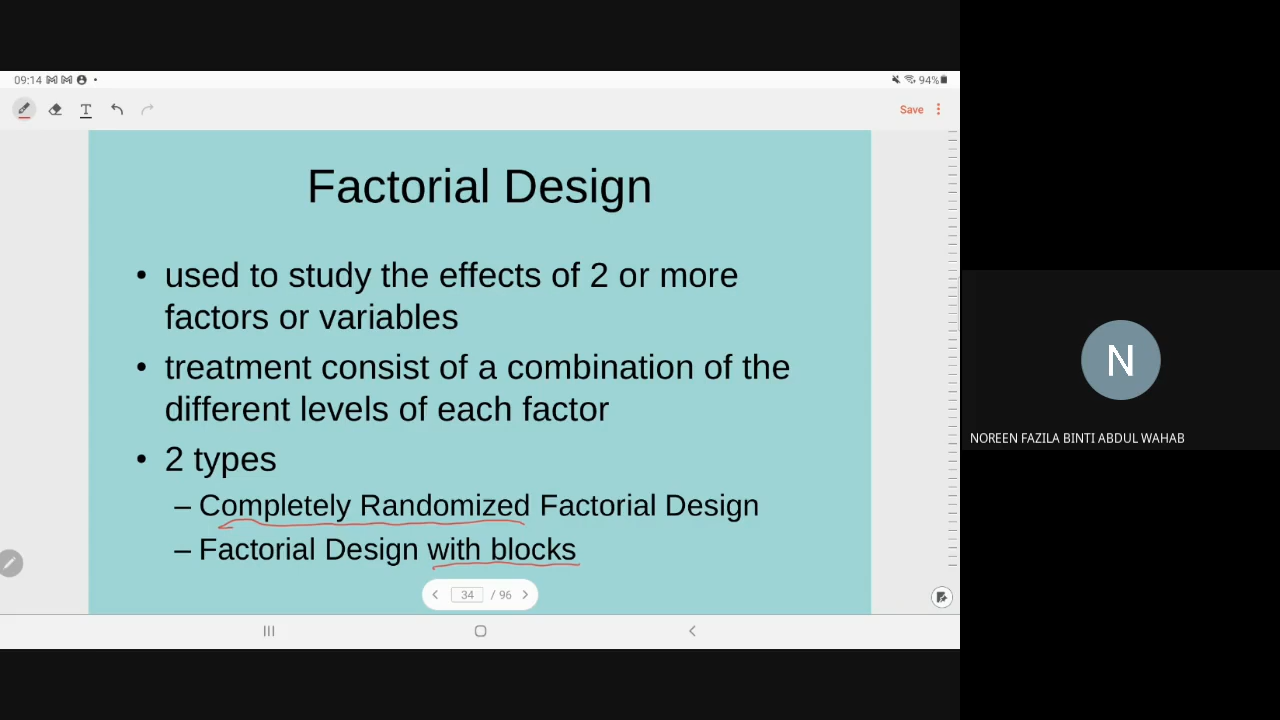 09:14
94%
T
Save
Factorial Design
• used to study the effects of 2 or more
factors or variables
• treatment consist of a combination of the
different levels of each factor
• 2 types
– Completely Randomized Factorial Design
– Factorial Design with blocks
34 / 96
N
NOREEN FAZILA BINTI ABDUL WAHAB